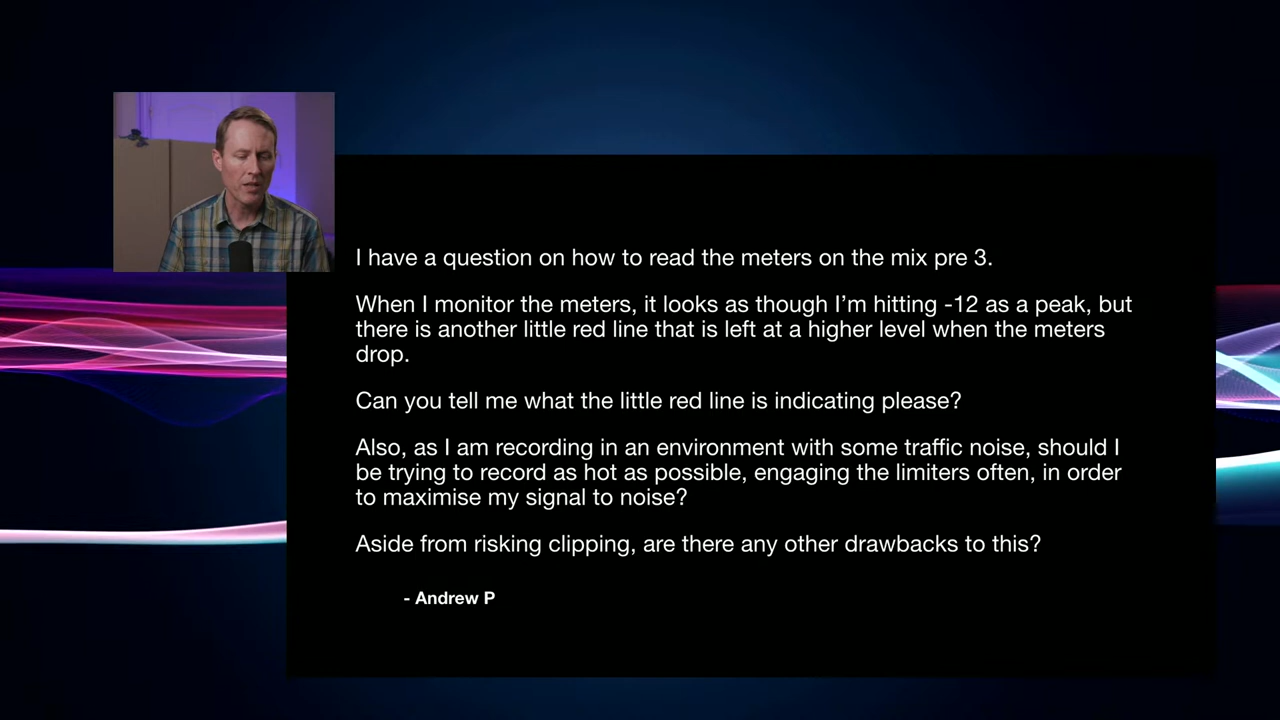 I have a question on how to read the meters on the mix pre 3.
When I monitor the meters, it looks as though I’m hitting -12 as a peak, but
there is another little red line that is left at a higher level when the meters
drop.
Can you tell me what the little red line is indicating please?
Also, as I am recording in an environment with some traffic noise, should I
be trying to record as hot as possible, engaging the limiters often, in order
to maximise my signal to noise?
Aside from risking clipping, are there any other drawbacks to this?
- Andrew P